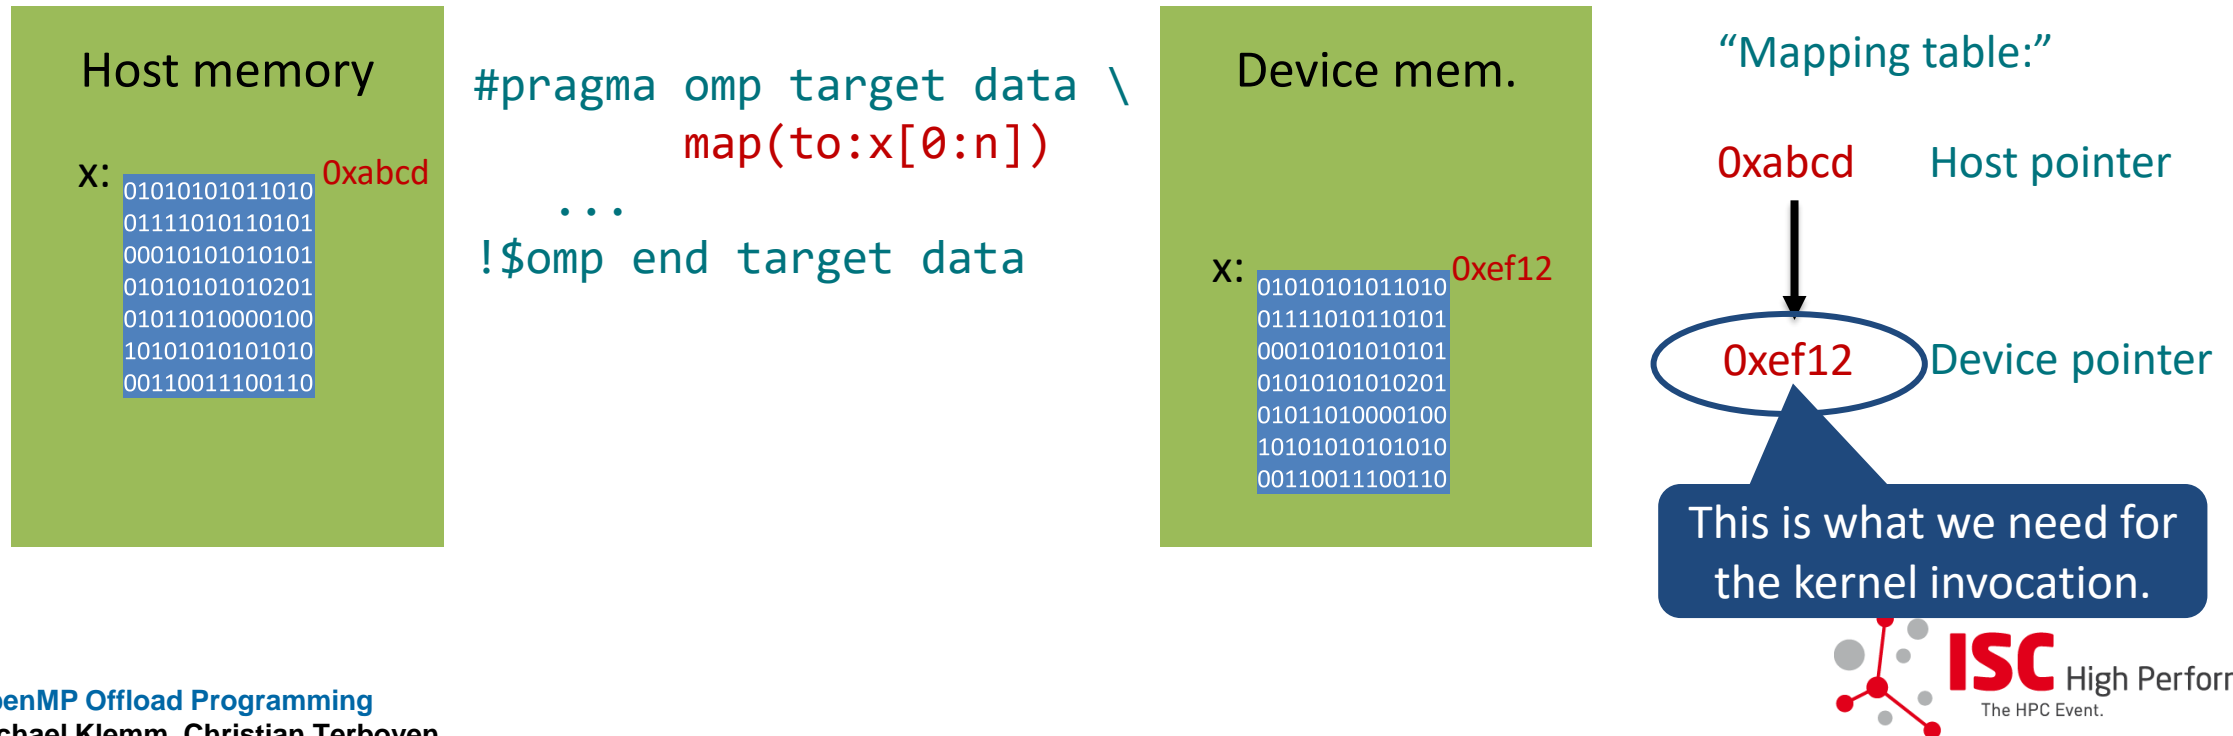 Host memory
x:
0xabcd
01010101011010
01111010110101
00010101010101
01010101010201
01011010000100
10101010101010
00110011100110
#pragma omp target data \
map(to:x[0:n])
...
!$omp end target data
Device mem.
x:
0xef12
01010101011010
01111010110101
00010101010101
01010101010201
01011010000100
10101010101010
00110011100110
“Mapping table:”
0xabcd Host pointer
0xef12 Device pointer
This is what we need for
the kernel invocation.
ISC High Perform
The HPC Event.
penMP Offload Programming
chael Klemm, Christian Terboven